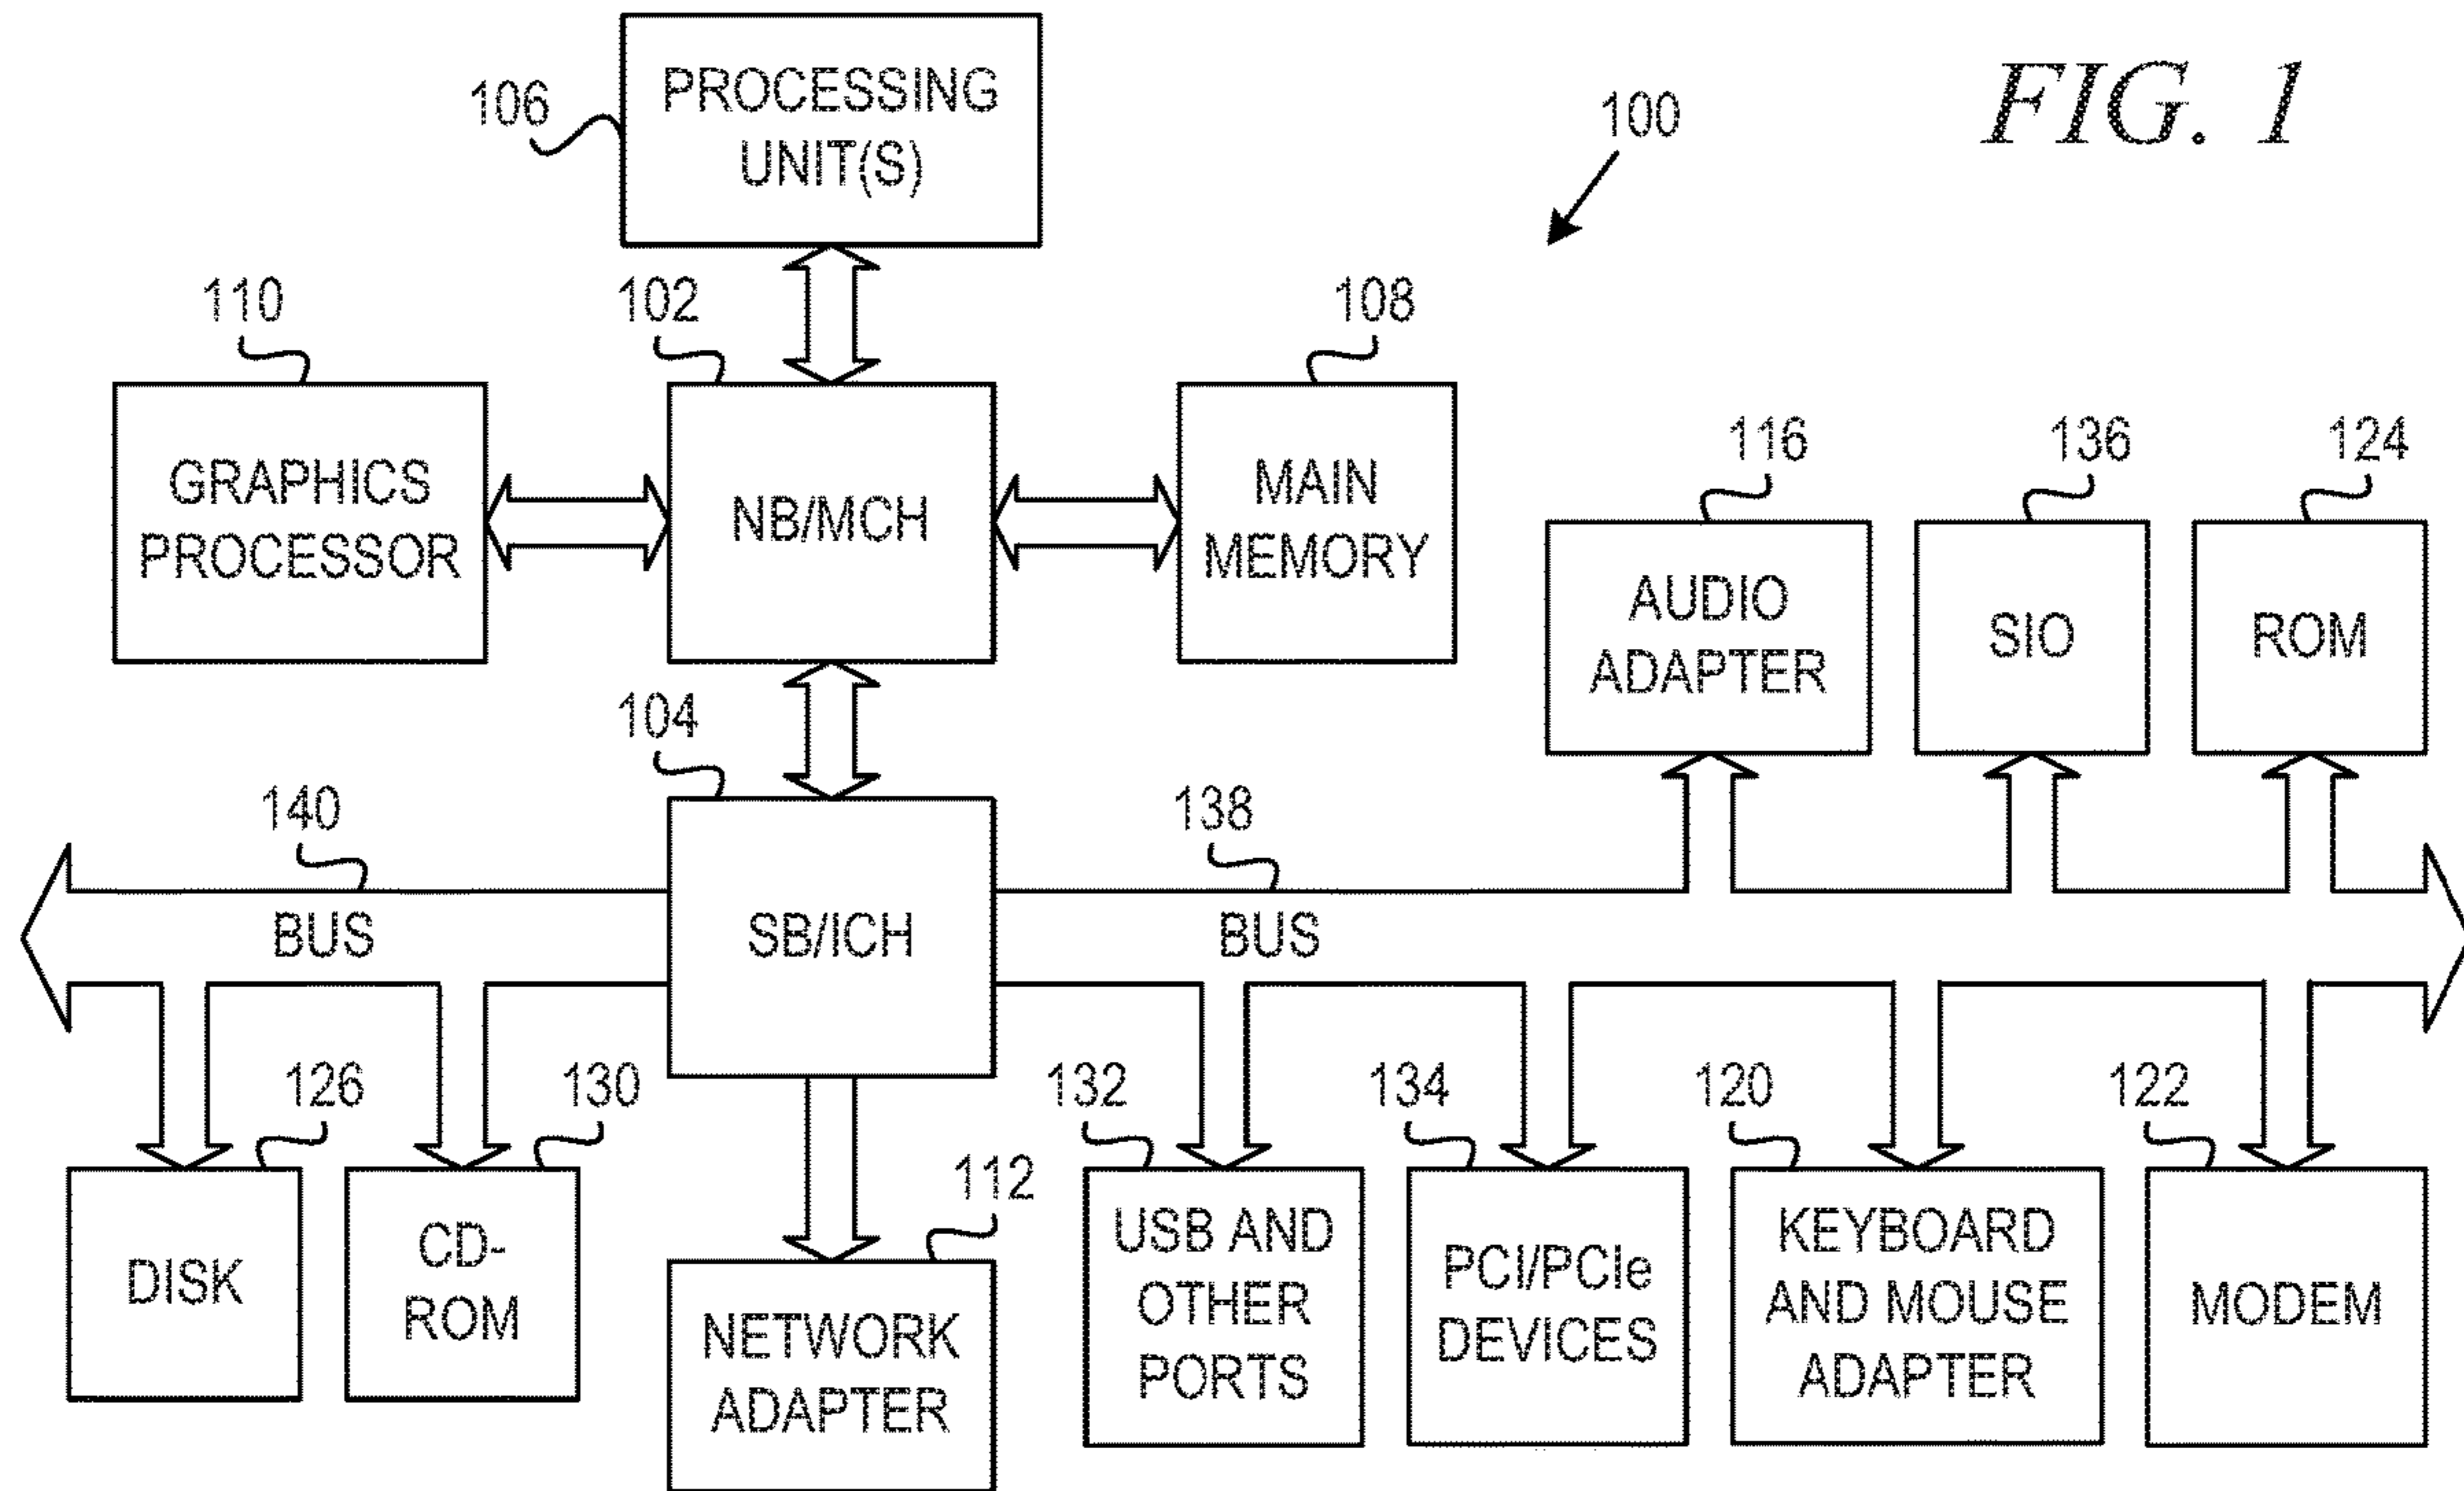 FIG. 1
100
106
PROCESSING
UNIT(S)
110
102
108
GRAPHICS
PROCESSOR
NB/MCH
MAIN
MEMORY
116
136
124
AUDIO
ADAPTER
SIO
ROM
104
140
138
BUS
SB/ICH
BUS
126
130
112
132
134
120
122
DISK
CD-
ROM
NETWORK
ADAPTER
USB AND
OTHER
PORTS
PCI/PCIe
DEVICES
KEYBOARD
AND MOUSE
ADAPTER
MODEM